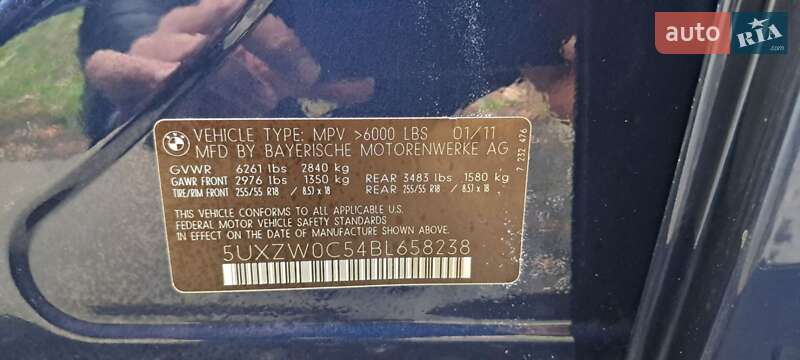 auto RIA .com
VEHICLE TYPE: MPV >6000 LBS 01/11
MFD BY BAYERISCHE MOTORENWERKE AG
GVWR 6261 lbs 2840 kg
GAWR FRONT 2976 lbs 1350 kg REAR 3483 lbs 1580 kg
TIRE/RIM FRONT 255/55 R18 / 8.5J x 18 REAR 255/55 R18 / 8.5J x 18
THIS VEHICLE CONFORMS TO ALL APPLICABLE U.S.
FEDERAL MOTOR VEHICLE SAFETY STANDARDS
IN EFFECT ON THE DATE OF MANUFACTURE SHOWN ABOVE.
5UXZW0C54BL658238
7 232 476
BMW